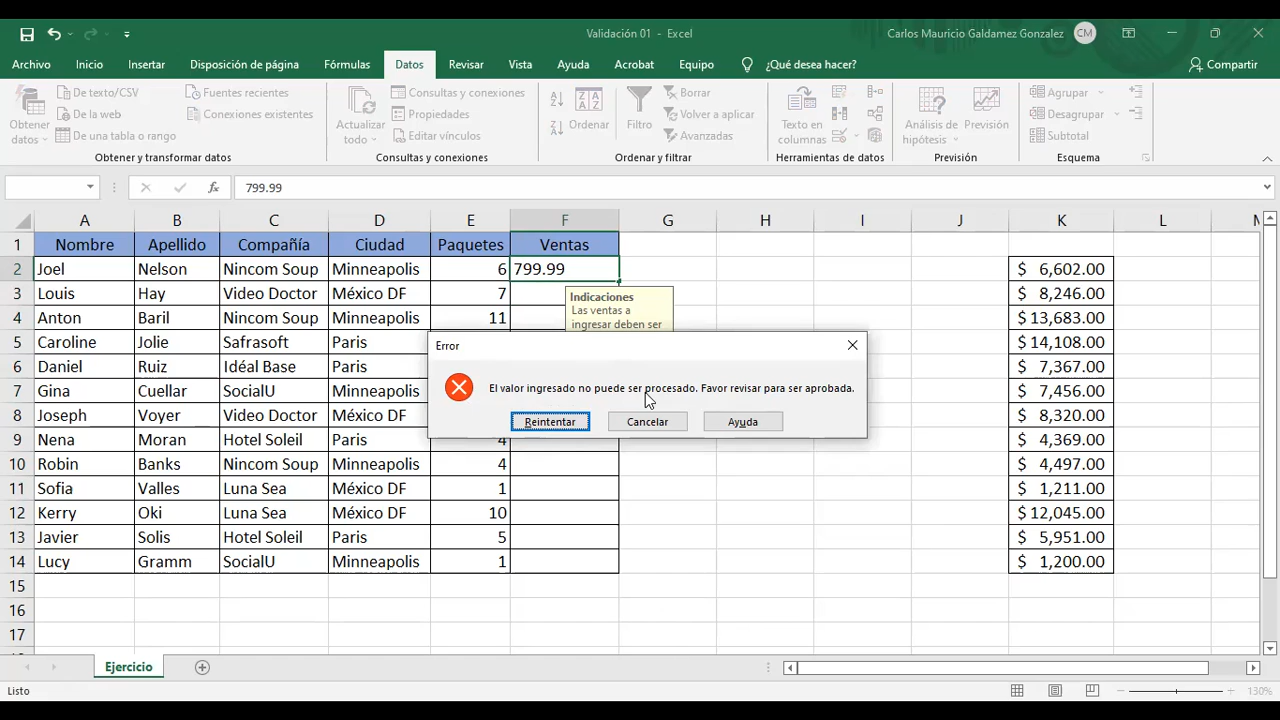 Validación 01 - Excel
Carlos Mauricio Galdamez Gonzalez CM
Archivo Inicio Insertar Disposición de página Fórmulas Datos Revisar Vista Ayuda Acrobat Equipo ¿Qué desea hacer? Compartir
Obtener datos
De texto/CSV
De la web
De una tabla o rango
Fuentes recientes
Conexiones existentes
Obtener y transformar datos
Actualizar todo
Consultas y conexiones
Propiedades
Editar vínculos
Consultas y conexiones
Ordenar
Filtro
Borrar
Volver a aplicar
Avanzadas
Ordenar y filtrar
Texto en columnas
Herramientas de datos
Análisis de hipótesis
Previsión
Previsión
Agrupar
Desagrupar
Subtotal
Esquema
fx 799.99
A B C D E F G H I J K L M
1 Nombre Apellido Compañía Ciudad Paquetes Ventas
2 Joel Nelson Nincom Soup Minneapolis 6 799.99 $ 6,602.00
3 Louis Hay Video Doctor México DF 7 $ 8,246.00
4 Anton Baril Nincom Soup Minneapolis 11 $ 13,683.00
5 Caroline Jolie Safrasoft Paris $ 14,108.00
6 Daniel Ruiz Idéal Base Paris $ 7,367.00
7 Gina Cuellar SocialU Minneapolis $ 7,456.00
8 Joseph Voyer Video Doctor México DF $ 8,320.00
9 Nena Moran Hotel Soleil Paris 4 $ 4,369.00
10 Robin Banks Nincom Soup Minneapolis 4 $ 4,497.00
11 Sofia Valles Luna Sea México DF 1 $ 1,211.00
12 Kerry Oki Luna Sea México DF 10 $ 12,045.00
13 Javier Solis Hotel Soleil Paris 5 $ 5,951.00
14 Lucy Gramm SocialU Minneapolis 1 $ 1,200.00
15
16
17
Indicaciones
Las ventas a
ingresar deben ser
Error
El valor ingresado no puede ser procesado. Favor revisar para ser aprobada.
Reintentar Cancelar Ayuda
Ejercicio
Listo
130%